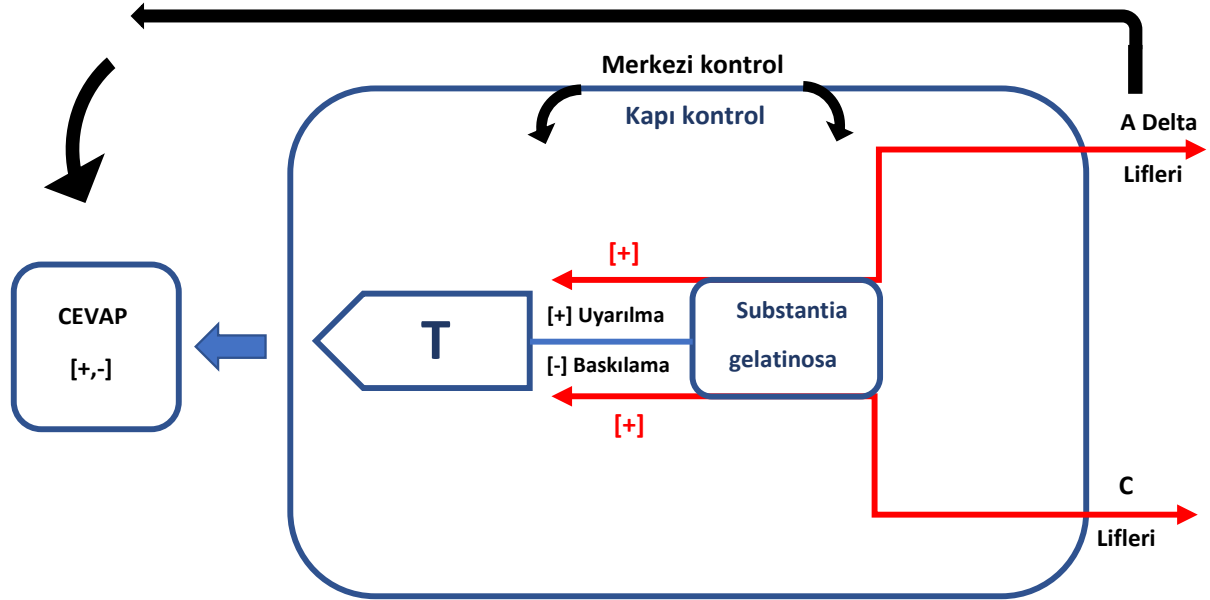 Merkezi kontrol
Kapı kontrol
A Delta
Lifleri
[+]
CEVAP
[+,-]
T
[+] Uyarılma
[-] Baskılama
Substantia
gelatinosa
[+]
C
Lifleri